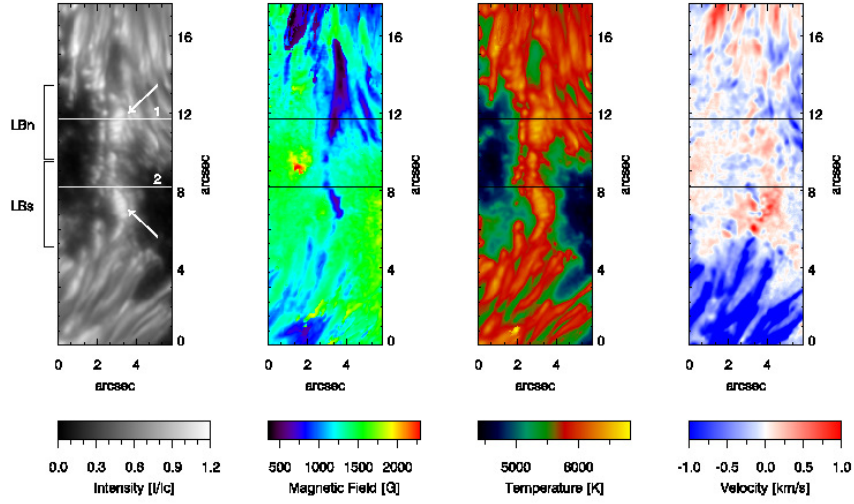 16
12
8
4
0
arcsec
LBn
LBs
1
2
0 2 4
arcsec
16
12
8
4
0
arcsec
0 2 4
arcsec
16
12
8
4
0
arcsec
0 2 4
arcsec
16
12
8
4
0
arcsec
0 2 4
arcsec
0.0 0.3 0.6 0.9 1.2
Intensity [I/Ic]
500 1000 1500 2000
Magnetic Field [G]
5000 6000
Temperature [K]
-1.0 -0.5 0.0 0.5 1.0
Velocity [km/s]